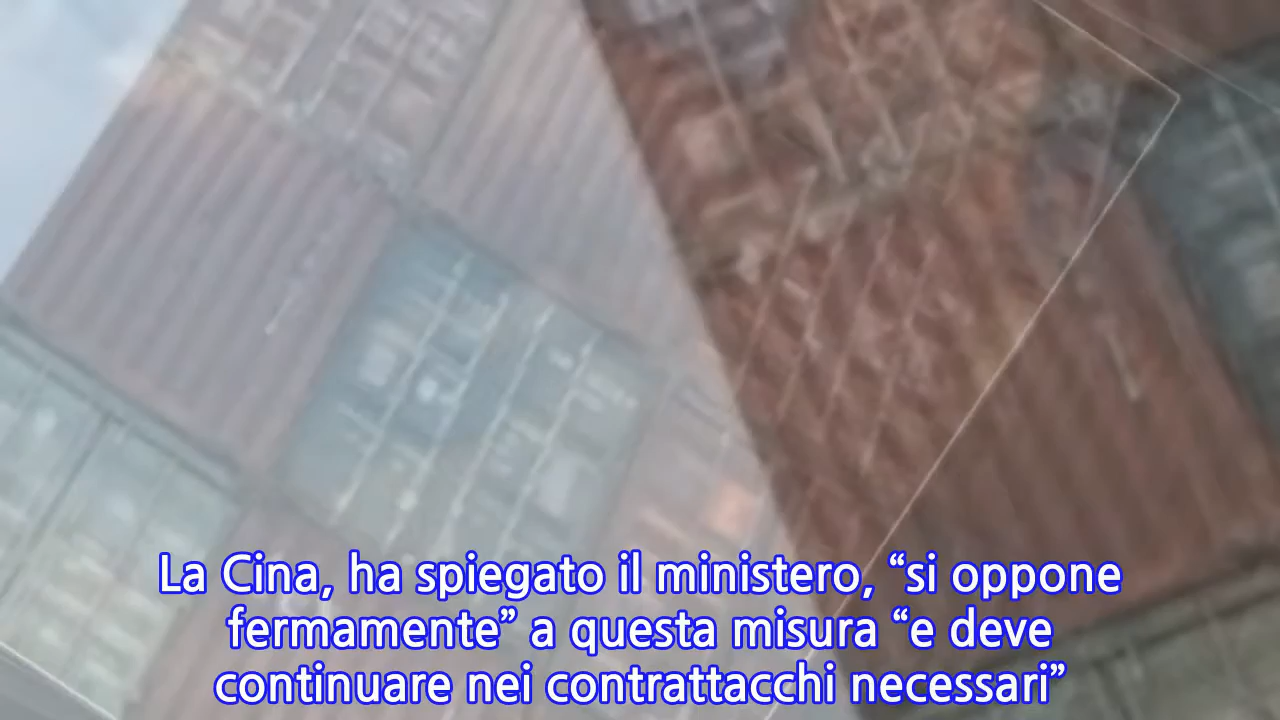 La Cina, ha spiegato il ministero, “si oppone
fermamente” a questa misura “e deve
continuare nei contrattacchi necessari”